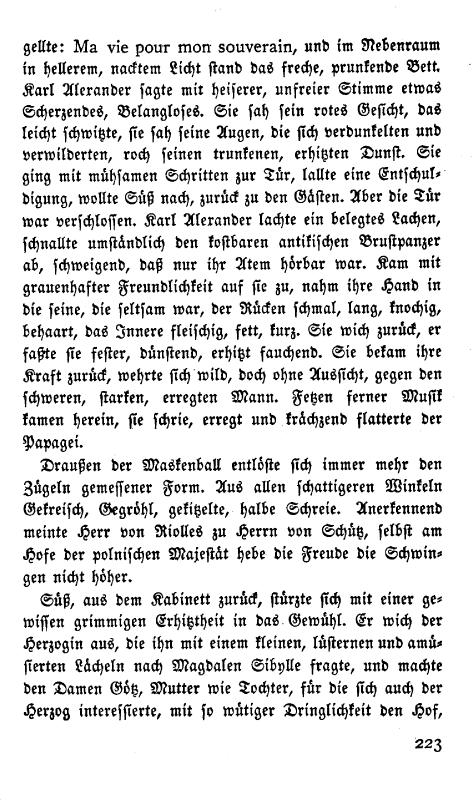 gellte: Ma vie pour mon souverain, und im Nebenraum
in hellerem, nacktem Licht stand das freche, prunkende Bett.
Karl Alexander sagte mit heiserer, unfreier Stimme etwas
Scherzendes, Belangloses. Sie sah sein rotes Gesicht, das
leicht schwitzte, sie sah seine Augen, die sich verdunkelten und
verwilderten, roch seinen trunkenen, erhitzten Dunst. Sie
ging mit mühsamen Schritten zur Tür, lallte eine Entschul-
digung, wollte Süß nach, zurück zu den Gästen. Aber die Tür
war verschlossen. Karl Alexander lachte ein belegtes Lachen,
schnallte umständlich den kostbaren antikischen Brustpanzer
ab, schweigend, daß nur ihr Atem hörbar war. Kam mit
grauenhafter Freundlichkeit auf sie zu, nahm ihre Hand in
die seine, die seltsam war, der Rücken schmal, lang, knochig,
behaart, das Innere fleischig, fett, kurz. Sie wich zurück, er
faßte sie fester, dünstend, erhitzt fauchend. Sie bekam ihre
Kraft zurück, wehrte sich wild, doch ohne Aussicht, gegen den
schweren, starken, erregten Mann. Fetzen ferner Musik
kamen herein, sie schrie, erregt und krächzend flatterte der
Papagei.
Draußen der Maskenball entlöste sich immer mehr den
Zügeln gemessener Form. Aus allen schattigeren Winkeln
Gekreisch, Gegröhl, gekitzelte, halbe Schreie. Anerkennend
meinte Herr von Riolles zu Herrn von Schütz, selbst am
Hofe der polnischen Majestät hebe die Freude die Schwin-
gen nicht höher.
Süß, aus dem Kabinett zurück, stürzte sich mit einer ge-
wissen grimmigen Erhitztheit in das Gewühl. Er wich der
Herzogin aus, die ihn mit einem kleinen, lüsternen und amü-
sierten Lächeln nach Magdalen Sibylle fragte, und machte
den Damen Götz, Mutter wie Tochter, für die sich auch der
Herzog interessierte, mit so wütiger Dringlichkeit den Hof,
223